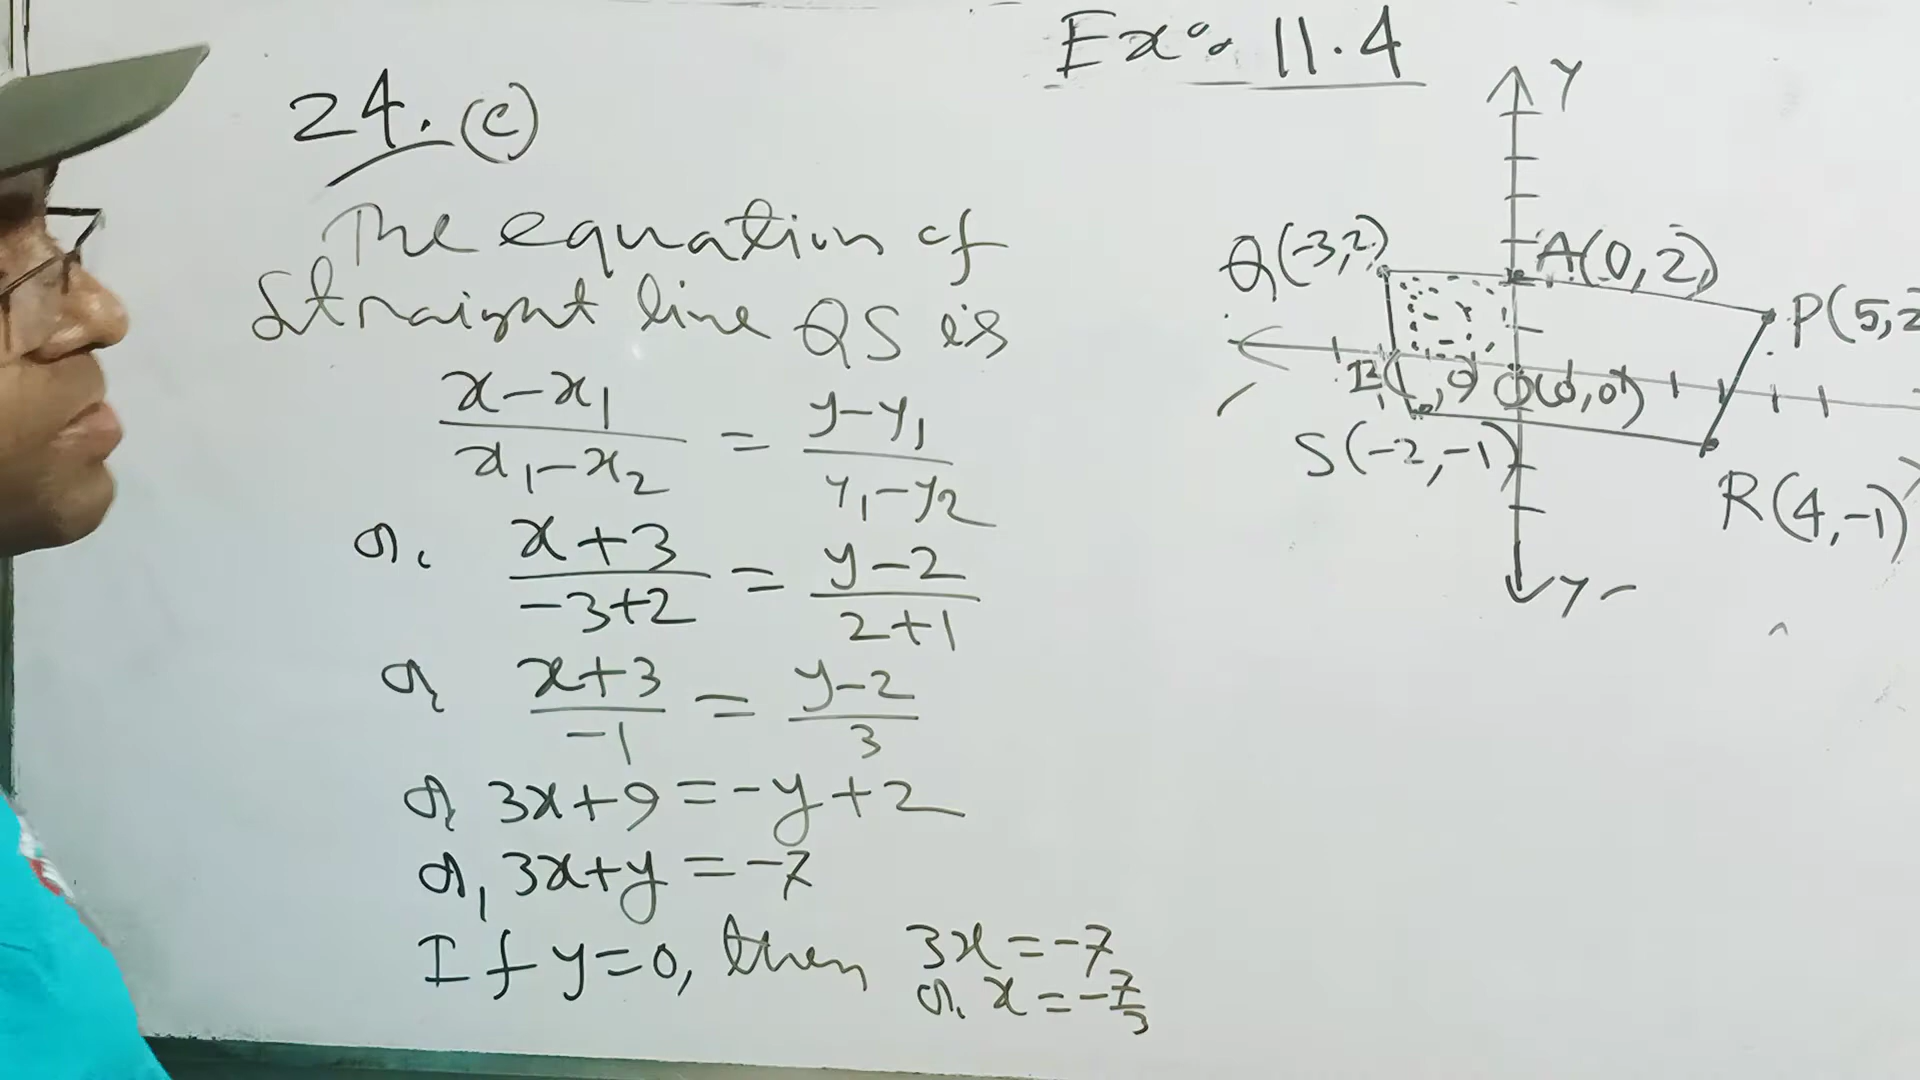 Ex: 11.4
24. (c)
The equation of
straight line QS is
x-x₁/x₁-x₂ = y-y₁/y₁-y₂
or, x+3/-3+2 = y-2/2+1
or, x+3/-1 = y-2/3
or, 3x+9=-y+2
or, 3x+y=-7
If y=0, then 3x=-7
or, x=-7/3
Y
Q(-3,2)
A(0,2)
P(5,2
O(0,0)
S(-2,-1)
R(4,-1)
Y